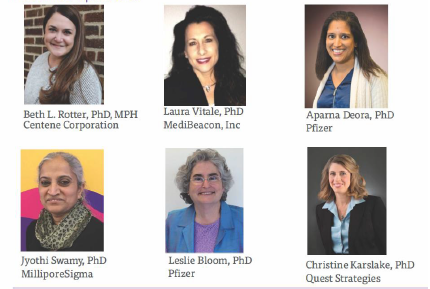 Beth L. Rotter, PhD, MPH
Centene Corporation
Laura Vitale, PhD
MediBeacon, Inc
Aparna Deora, PhD
Pfizer
Jyothi Swamy, PhD
MilliporeSigma
Leslie Bloom, PhD
Pfizer
Christine Karslake, PhD
Quest Strategies